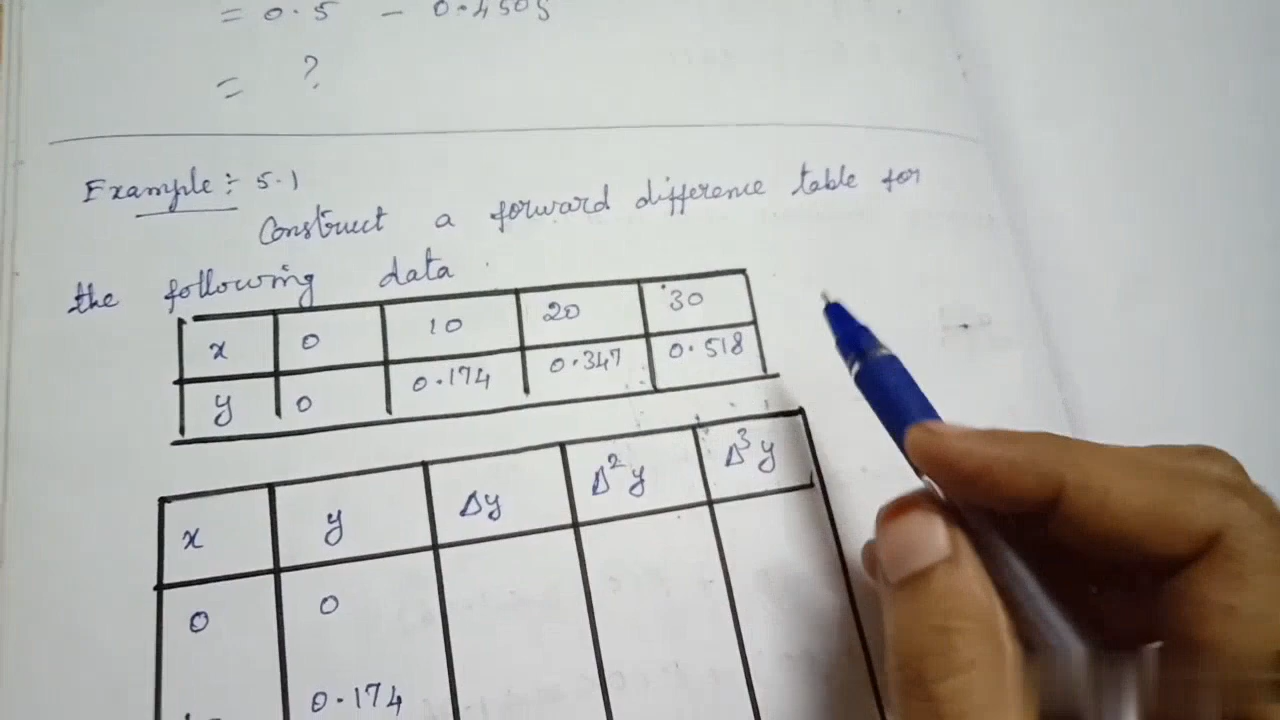 = 0.5 - 0.4505
= ?
Example :- 5.1
Construct a forward difference table for
the following data
x 0 10 20 30
y 0 0.174 0.347 0.518
x y Δy Δ²y Δ³y
0 0
0.174